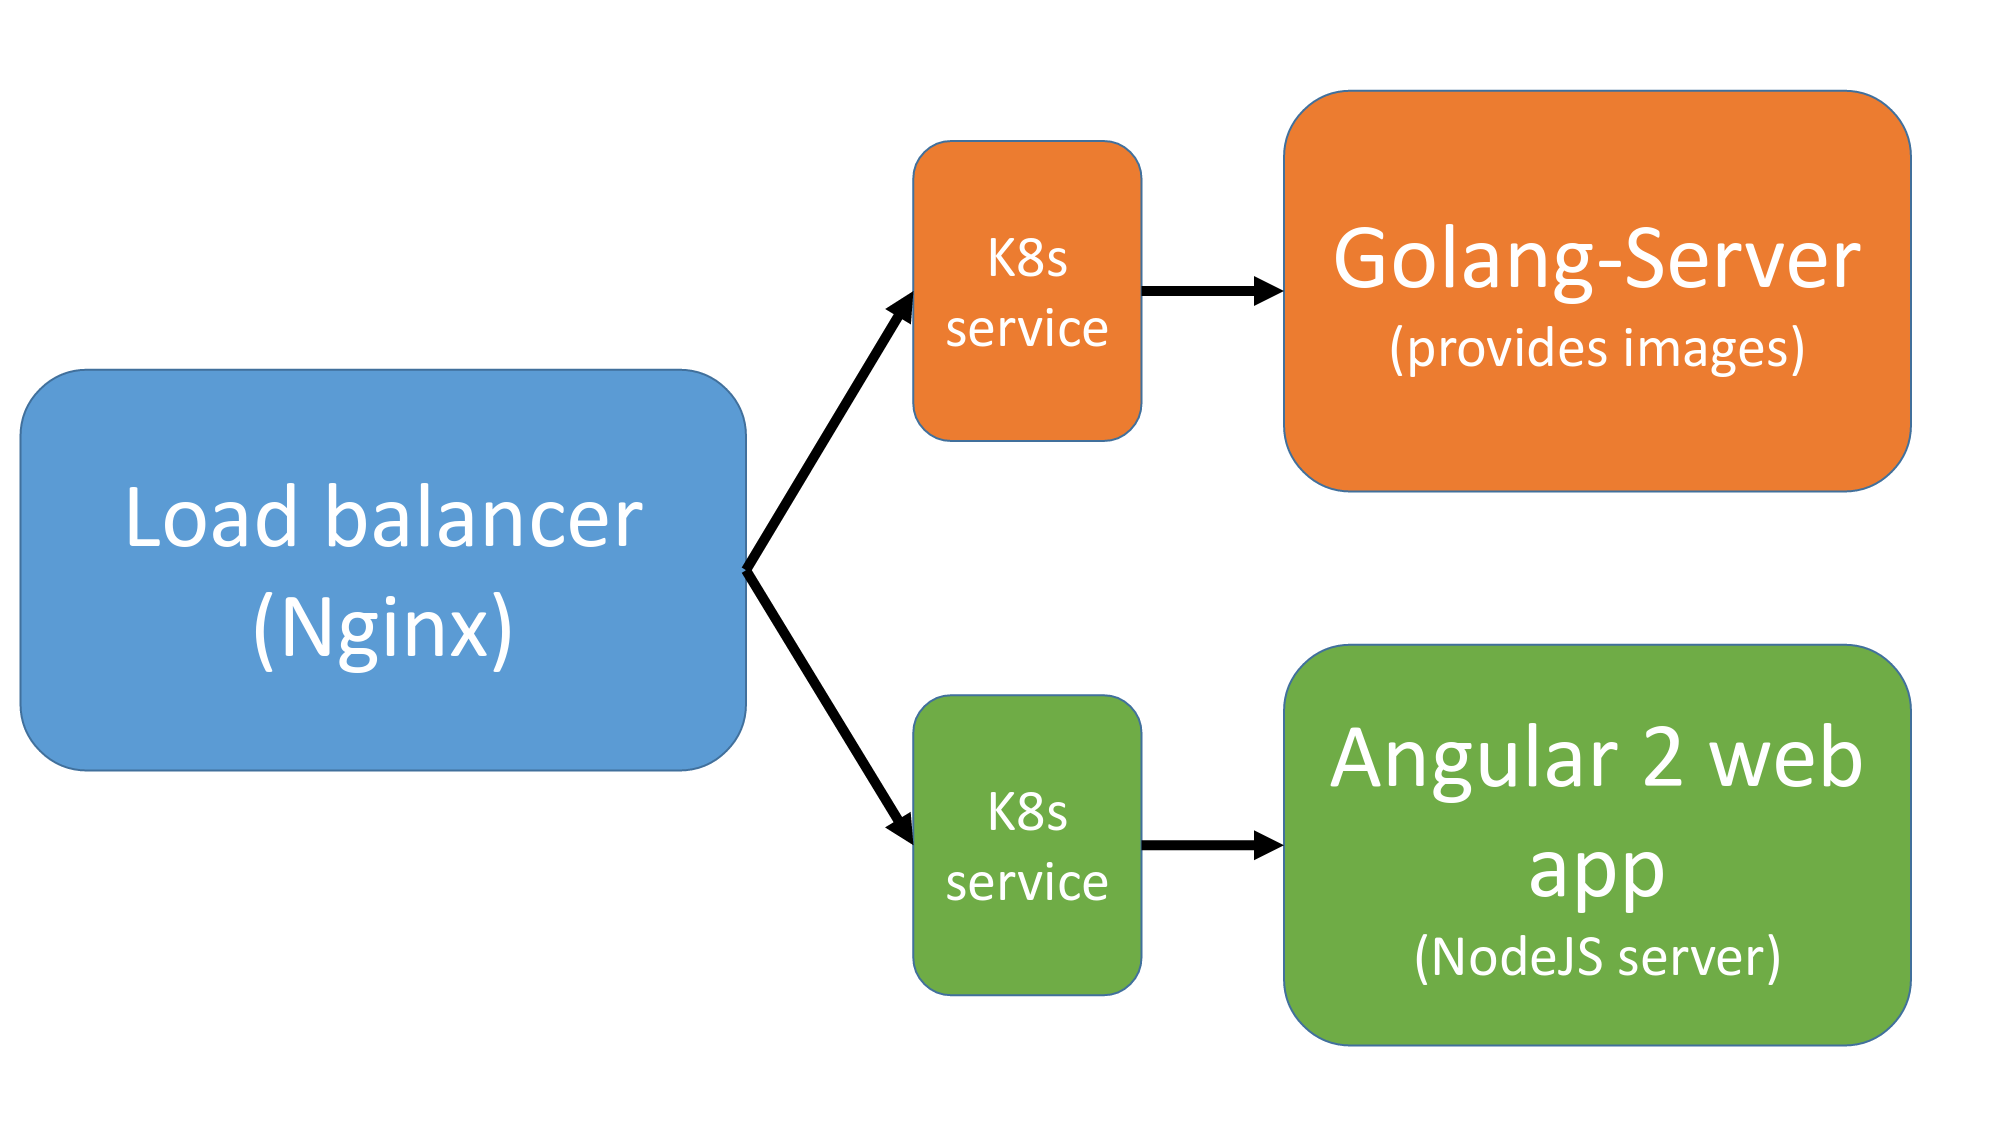 Load balancer
(Nginx)
K8s
service
Golang-Server
(provides images)
K8s
service
Angular 2 web
app
(NodeJS server)